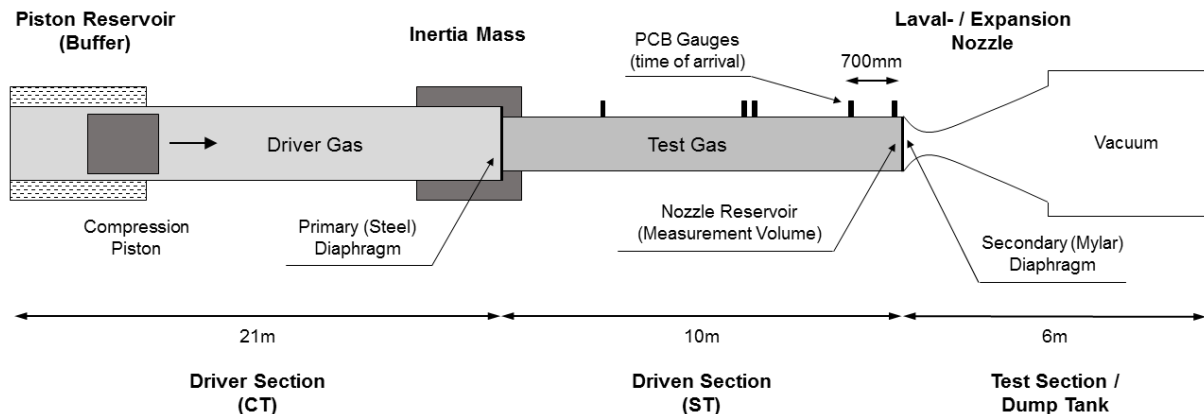 Piston Reservoir
(Buffer)
Inertia Mass
PCB Gauges
(time of arrival)
700mm
Laval- / Expansion
Nozzle
Driver Gas
Test Gas
Vacuum
Compression
Piston
Primary (Steel)
Diaphragm
Nozzle Reservoir
(Measurement Volume)
Secondary (Mylar)
Diaphragm
21m
10m
6m
Driver Section
(CT)
Driven Section
(ST)
Test Section /
Dump Tank